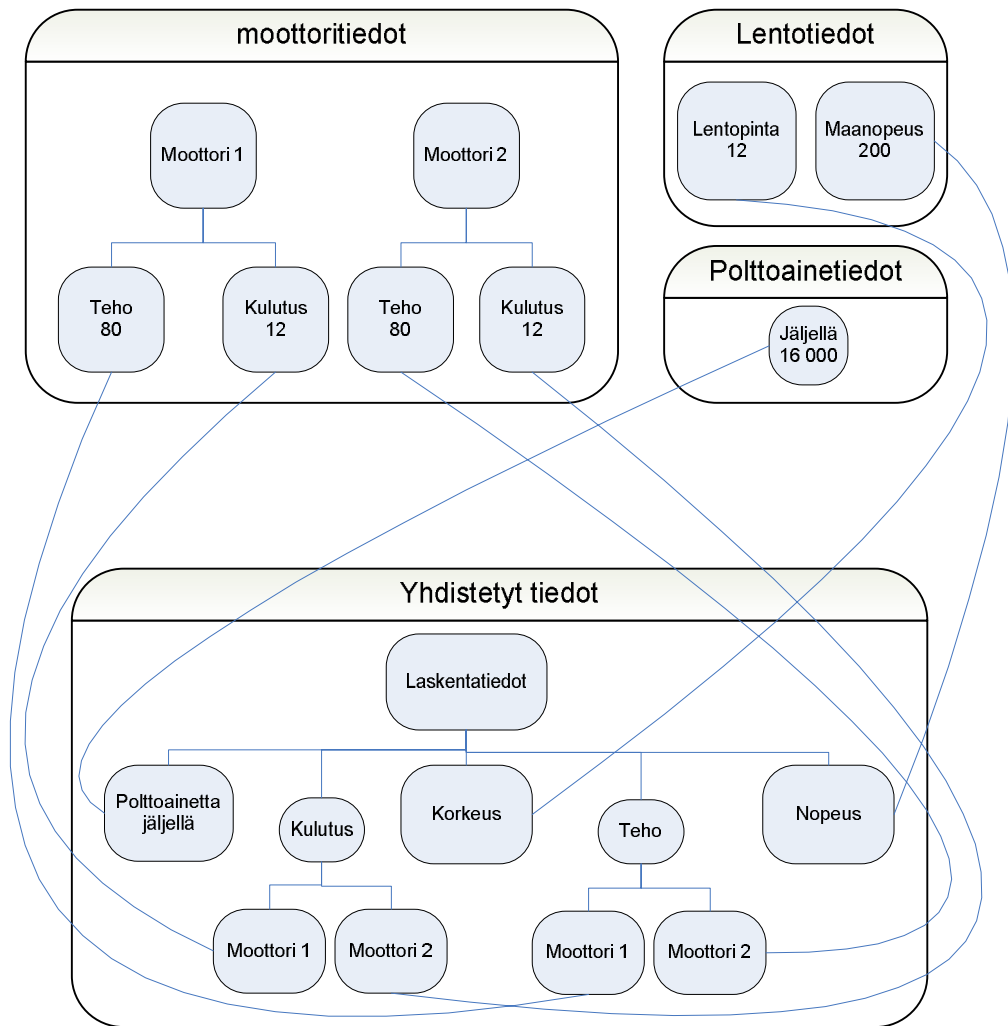 moottoritiedot
Moottori 1
Moottori 2
Teho
80
Kulutus
12
Teho
80
Kulutus
12
Lentotiedot
Lentopinta
12
Maanopeus
200
Polttoainetiedot
Jäljellä
16 000
Yhdistetyt tiedot
Laskentatiedot
Polttoainetta
jäljellä
Kulutus
Korkeus
Teho
Nopeus
Moottori 1
Moottori 2
Moottori 1
Moottori 2